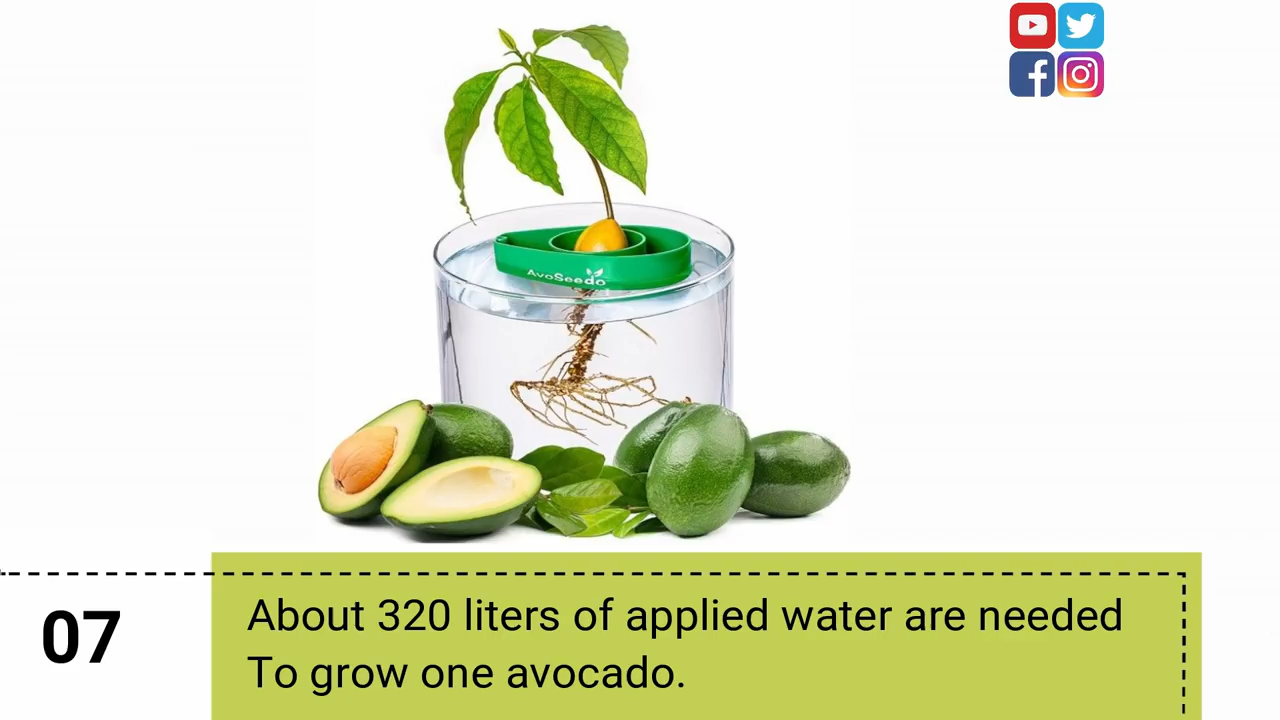 AvoSeedo
07
About 320 liters of applied water are needed
To grow one avocado.